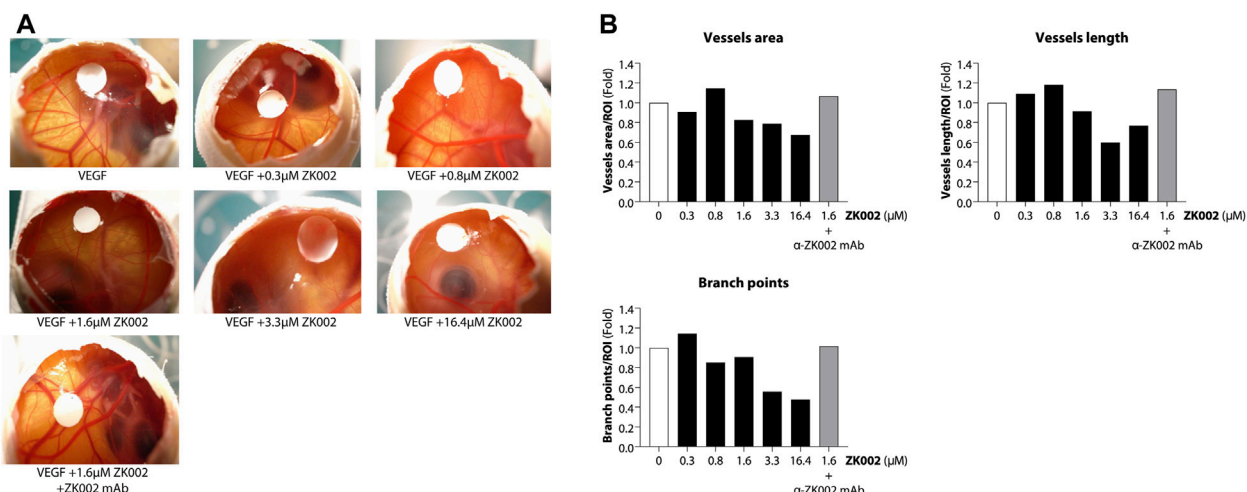 A
VEGF
VEGF +0.3μM ZK002
VEGF +0.8μM ZK002
VEGF +1.6μM ZK002
VEGF +3.3μM ZK002
VEGF +16.4μM ZK002
VEGF +1.6μM ZK002
+ZK002 mAb
B
Vessels area
Vessels area/ROI (Fold)
1.4
1.2
1.0
0.8
0.6
0.4
0.2
0.0
0 0.3 0.8 1.6 3.3 16.4 1.6 ZK002 (μM)
+
α-ZK002 mAb
Vessels length
Vessels length/ROI (Fold)
1.4
1.2
1.0
0.8
0.6
0.4
0.2
0.0
0 0.3 0.8 1.6 3.3 16.4 1.6 ZK002 (μM)
+
α-ZK002 mAb
Branch points
Branch points/ROI (Fold)
1.4
1.2
1.0
0.8
0.6
0.4
0.2
0.0
0 0.3 0.8 1.6 3.3 16.4 1.6 ZK002 (μM)
+
α-ZK002 mAb